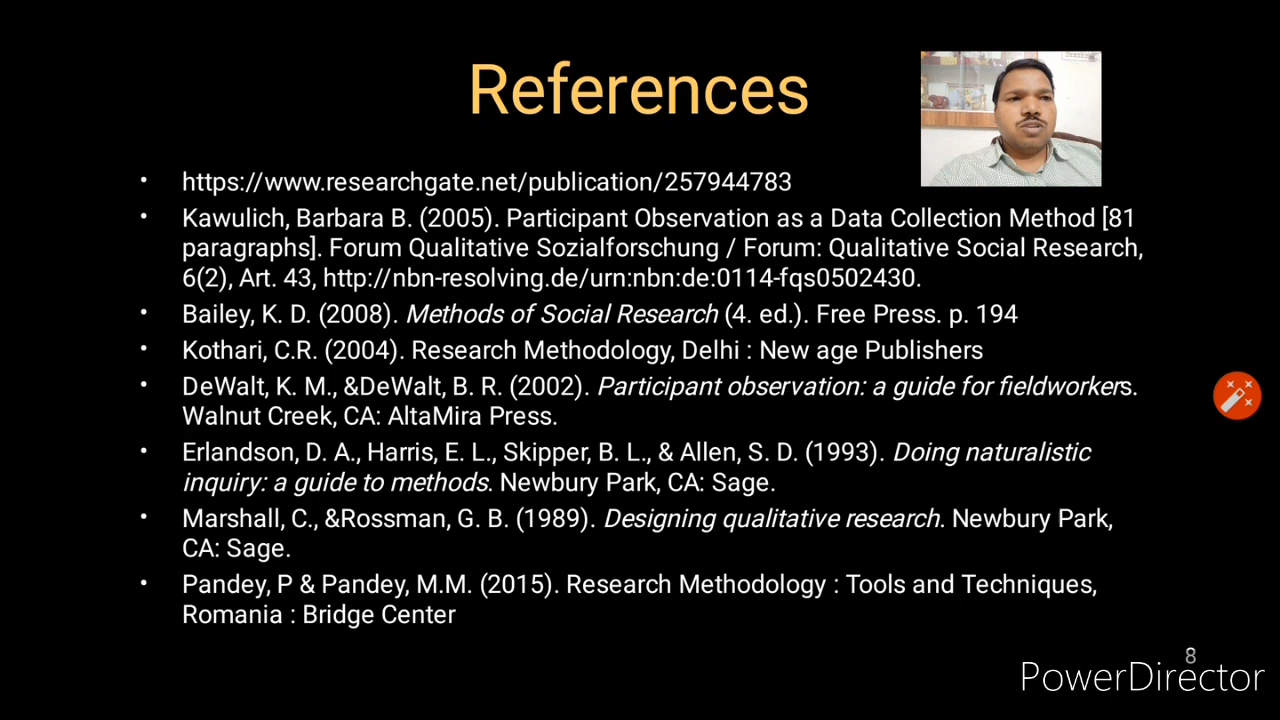 References
• https://www.researchgate.net/publication/257944783
• Kawulich, Barbara B. (2005). Participant Observation as a Data Collection Method [81
paragraphs]. Forum Qualitative Sozialforschung / Forum: Qualitative Social Research,
6(2), Art. 43, http://nbn-resolving.de/urn:nbn:de:0114-fqs0502430.
• Bailey, K. D. (2008). Methods of Social Research (4. ed.). Free Press. p. 194
• Kothari, C.R. (2004). Research Methodology, Delhi : New age Publishers
• DeWalt, K. M., &DeWalt, B. R. (2002). Participant observation: a guide for fieldworkers.
Walnut Creek, CA: AltaMira Press.
• Erlandson, D. A., Harris, E. L., Skipper, B. L., & Allen, S. D. (1993). Doing naturalistic
inquiry: a guide to methods. Newbury Park, CA: Sage.
• Marshall, C., &Rossman, G. B. (1989). Designing qualitative research. Newbury Park,
CA: Sage.
• Pandey, P & Pandey, M.M. (2015). Research Methodology : Tools and Techniques,
Romania : Bridge Center
8
PowerDirector